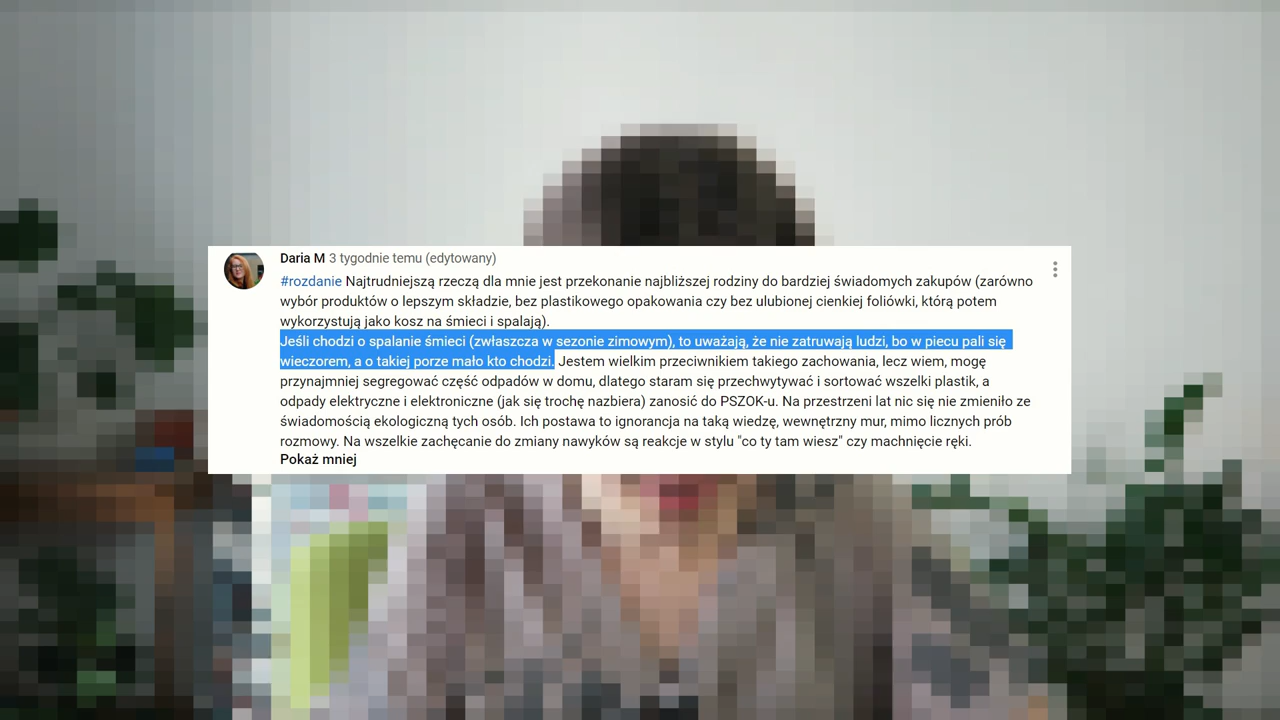 Daria M 3 tygodnie temu (edytowany)
#rozdanie Najtrudniejszą rzeczą dla mnie jest przekonanie najbliższej rodziny do bardziej świadomych zakupów (zarówno
wybór produktów o lepszym składzie, bez plastikowego opakowania czy bez ulubionej cienkiej foliówki, którą potem
wykorzystują jako kosz na śmieci i spalają).
Jeśli chodzi o spalanie śmieci (zwłaszcza w sezonie zimowym), to uważają, że nie zatruwają ludzi, bo w piecu pali się
wieczorem, a o takiej porze mało kto chodzi. Jestem wielkim przeciwnikiem takiego zachowania, lecz wiem, mogę
przynajmniej segregować część odpadów w domu, dlatego staram się przechwytywać i sortować wszelki plastik, a
odpady elektryczne i elektroniczne (jak się trochę nazbiera) zanosić do PSZOK-u. Na przestrzeni lat nic się nie zmieniło ze
świadomością ekologiczną tych osób. Ich postawa to ignorancja na taką wiedzę, wewnętrzny mur, mimo licznych prób
rozmowy. Na wszelkie zachęcanie do zmiany nawyków są reakcje w stylu "co ty tam wiesz" czy machnięcie ręki.
Pokaż mniej